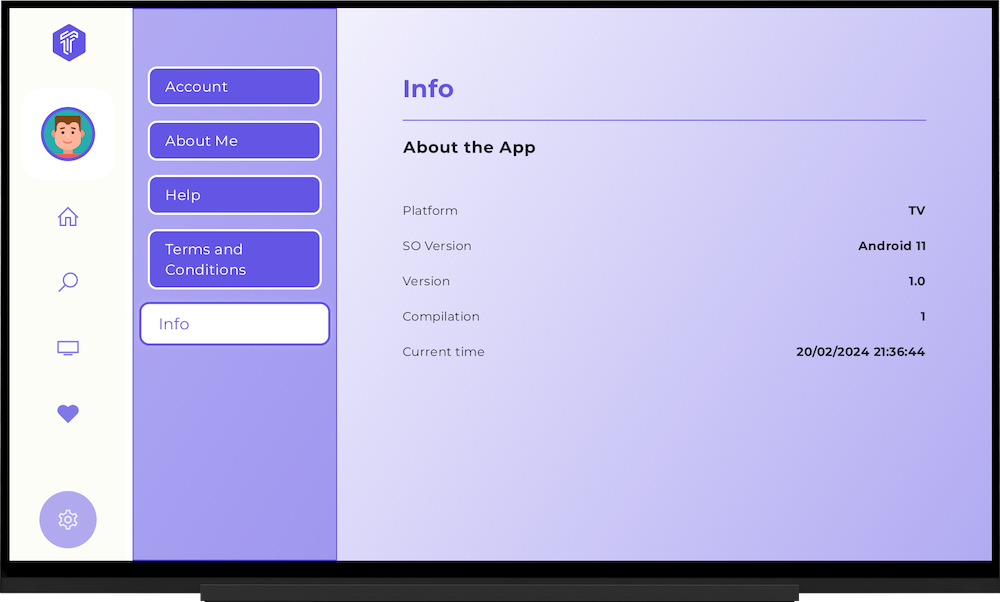 Account
About Me
Help
Terms and
Conditions
Info
Info
About the App
Platform TV
SO Version Android 11
Version 1.0
Compilation 1
Current time 20/02/2024 21:36:44